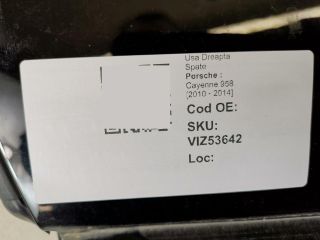 Usa Dreapta
Spate
Porsche :
Cayenne 958
[2010 - 2014]
Cod OE:
SKU:
VIZ53642
Loc: